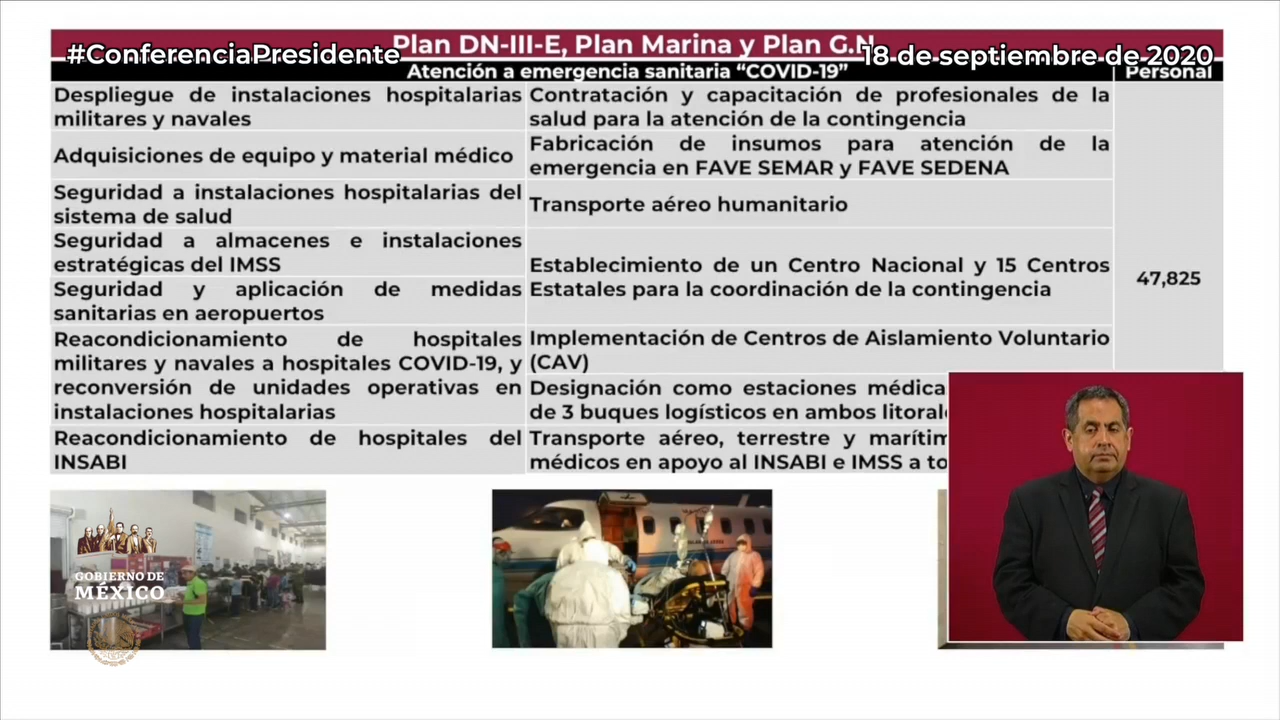 Plan DN-III-E, Plan Marina y Plan G.N.
#ConferenciaPresidente
18 de septiembre de 2020
Atención a emergencia sanitaria “COVID-19”
Personal
Despliegue de instalaciones hospitalarias
militares y navales
Adquisiciones de equipo y material médico
Seguridad a instalaciones hospitalarias del
sistema de salud
Seguridad a almacenes e instalaciones
estratégicas del IMSS
Seguridad y aplicación de medidas
sanitarias en aeropuertos
Reacondicionamiento de hospitales
militares y navales a hospitales COVID-19, y
reconversión de unidades operativas en
instalaciones hospitalarias
Reacondicionamiento de hospitales del
INSABI
Contratación y capacitación de profesionales de la
salud para la atención de la contingencia
Fabricación de insumos para atención de la
emergencia en FAVE SEMAR y FAVE SEDENA
Transporte aéreo humanitario
Establecimiento de un Centro Nacional y 15 Centros
Estatales para la coordinación de la contingencia
Implementación de Centros de Aislamiento Voluntario
(CAV)
Designación como estaciones médica
de 3 buques logísticos en ambos litoral
Transporte aéreo, terrestre y marítim
médicos en apoyo al INSABI e IMSS a to
47,825
GOBIERNO DE
MÉXICO